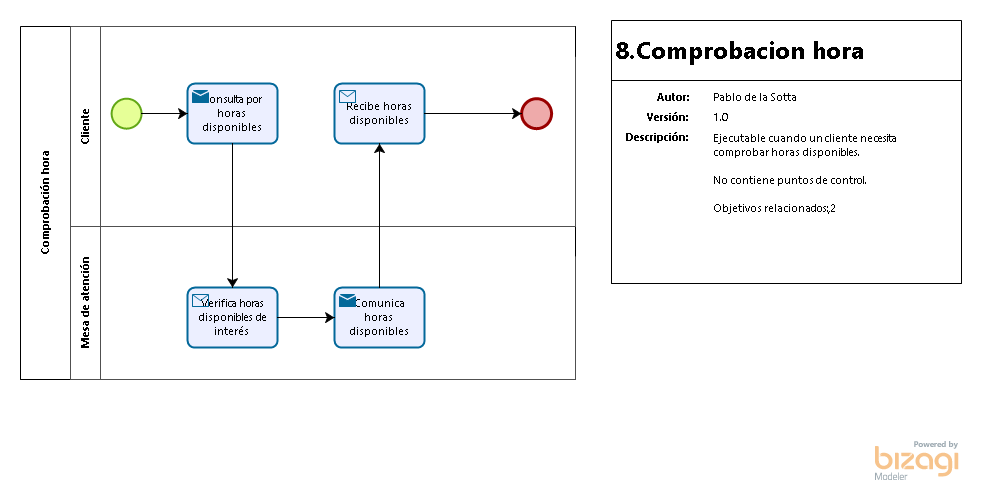 Comprobación hora
Cliente
Consulta por
horas
disponibles
Recibe horas
disponibles
Mesa de atención
Verifica horas
disponibles de
interés
Comunica
horas
disponibles
8.Comprobacion hora
Autor: Pablo de la Sotta
Versión: 1.0
Descripción: Ejecutable cuando un cliente necesita
comprobar horas disponibles.
No contiene puntos de control.
Objetivos relacionados;,2
Powered by
bizagi
Modeler